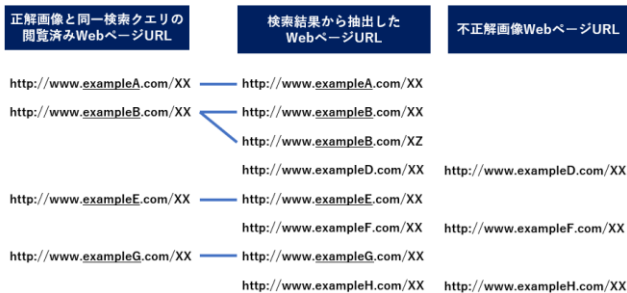 正解画像と同一検索クエリの
閲覧済みWebページURL
検索結果から抽出した
WebページURL
不正解画像WebページURL
http://www.exampleA.com/XX
http://www.exampleA.com/XX
http://www.exampleB.com/XX
http://www.exampleB.com/XX
http://www.exampleB.com/XZ
http://www.exampleD.com/XX
http://www.exampleD.com/XX
http://www.exampleE.com/XX
http://www.exampleE.com/XX
http://www.exampleF.com/XX
http://www.exampleF.com/XX
http://www.exampleG.com/XX
http://www.exampleG.com/XX
http://www.exampleH.com/XX
http://www.exampleH.com/XX